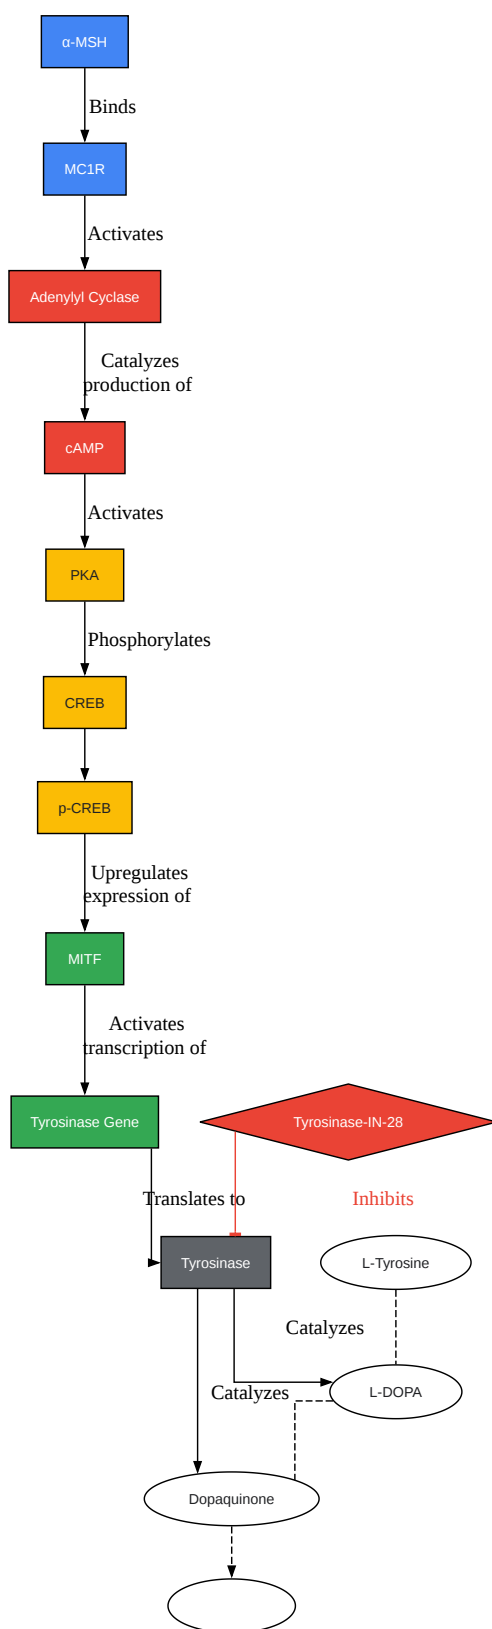 α-MSH
Binds
MC1R
Activates
Adenylyl Cyclase
Catalyzes
production of
cAMP
Activates
PKA
Phosphorylates
CREB
p-CREB
Upregulates
expression of
MITF
Activates
transcription of
Tyrosinase Gene
Tyrosinase-IN-28
Translates to
Inhibits
Tyrosinase
L-Tyrosine
Catalyzes
L-DOPA
Catalyzes
Dopaquinone